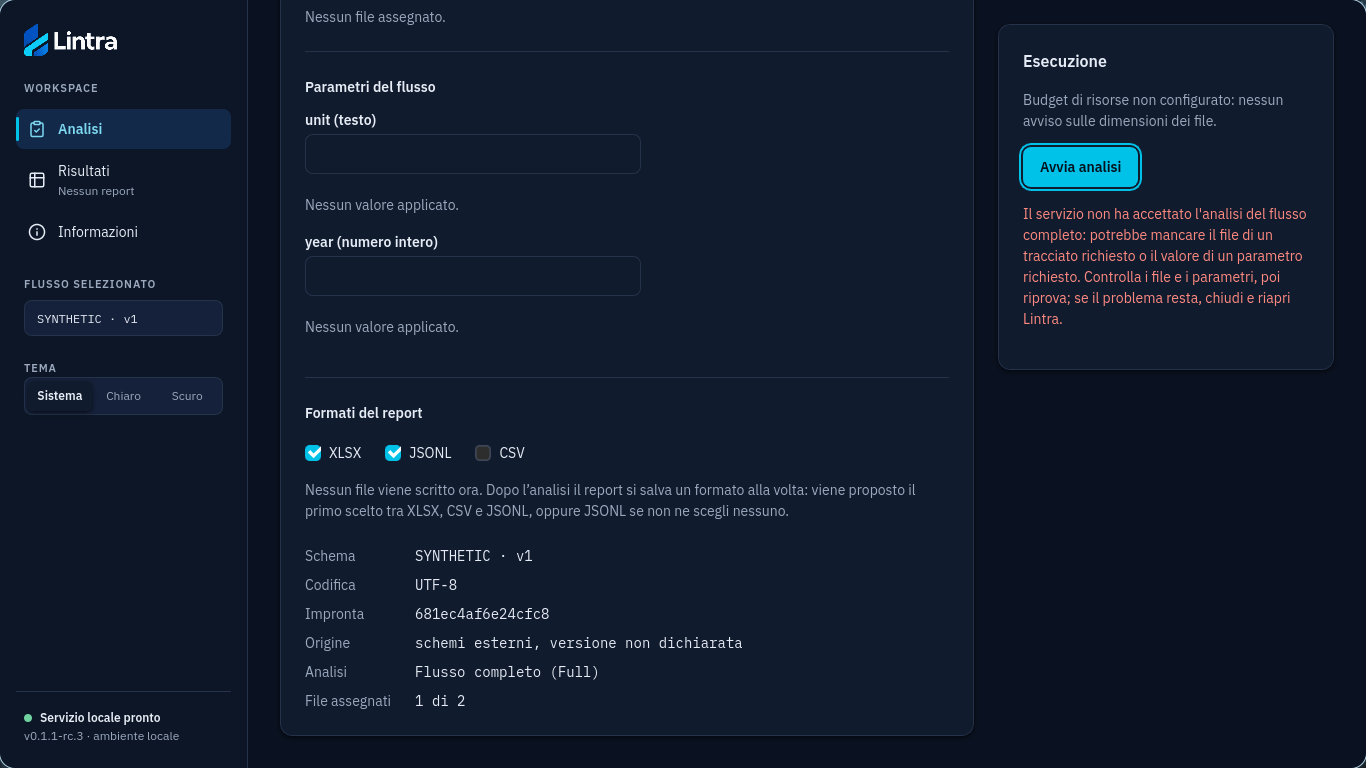 Lintra
WORKSPACE
Analisi
Risultati
Nessun report
Informazioni
FLUSSO SELEZIONATO
SYNTHETIC · v1
TEMA
Sistema
Chiaro
Scuro
Servizio locale pronto
v0.1.1-rc.3 · ambiente locale
Nessun file assegnato.
Parametri del flusso
unit (testo)
Nessun valore applicato.
year (numero intero)
Nessun valore applicato.
Formati del report
XLSX
JSONL
CSV
Nessun file viene scritto ora. Dopo l’analisi il report si salva un formato alla volta: viene proposto il
primo scelto tra XLSX, CSV e JSONL, oppure JSONL se non ne scegli nessuno.
Schema SYNTHETIC · v1
Codifica UTF-8
Impronta 681ec4af6e24cfc8
Origine schemi esterni, versione non dichiarata
Analisi Flusso completo (Full)
File assegnati 1 di 2
Esecuzione
Budget di risorse non configurato: nessun
avviso sulle dimensioni dei file.
Avvia analisi
Il servizio non ha accettato l'analisi del flusso
completo: potrebbe mancare il file di un
tracciato richiesto o il valore di un parametro
richiesto. Controlla i file e i parametri, poi
riprova; se il problema resta, chiudi e riapri
Lintra.